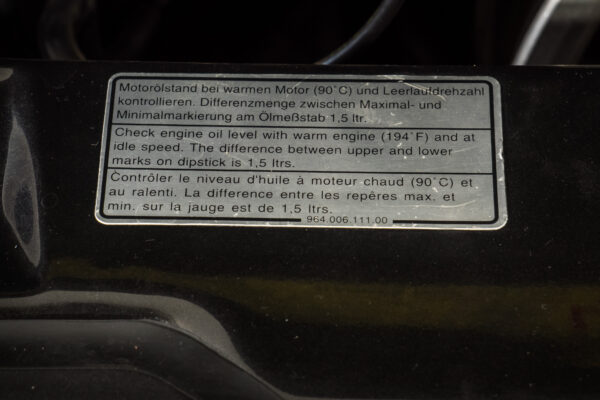 Motorölstand bei warmen Motor (90°C) und Leerlaufdrehzahl
kontrollieren. Differenzmenge zwischen Maximal- und
Minimalmarkierung am Ölmeßstab 1,5 ltr.
Check engine oil level with warm engine (194°F) and at
idle speed. The difference between upper and lower
marks on dipstick is 1,5 ltrs.
Contrôler le niveau d'huile à moteur chaud (90°C) et
au ralenti. La difference entre les repêres max. et
min. sur la jauge est de 1,5 ltrs.
964.006.111.00